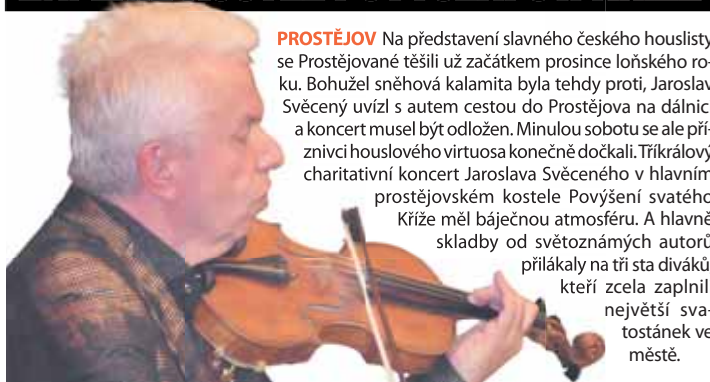 PROSTĚJOV Na představení slavného českého houslisty
se Prostějované těšili už začátkem prosince loňského ro-
ku. Bohužel sněhová kalamita byla tehdy proti, Jaroslav
Svěcený uvízl s autem cestou do Prostějova na dálnici
a koncert musel být odložen. Minulou sobotu se ale pří-
znivci houslového virtuosa konečně dočkali. Tříkrálový
charitativní koncert Jaroslava Svěceného v hlavním
prostějovském kostele Povýšení svatého
Kříže měl báječnou atmosféru. A hlavně
skladby od světoznámých autorů
přilákaly na tři sta diváků,
kteří zcela zaplnili
největší sva-
tostánek ve
městě.